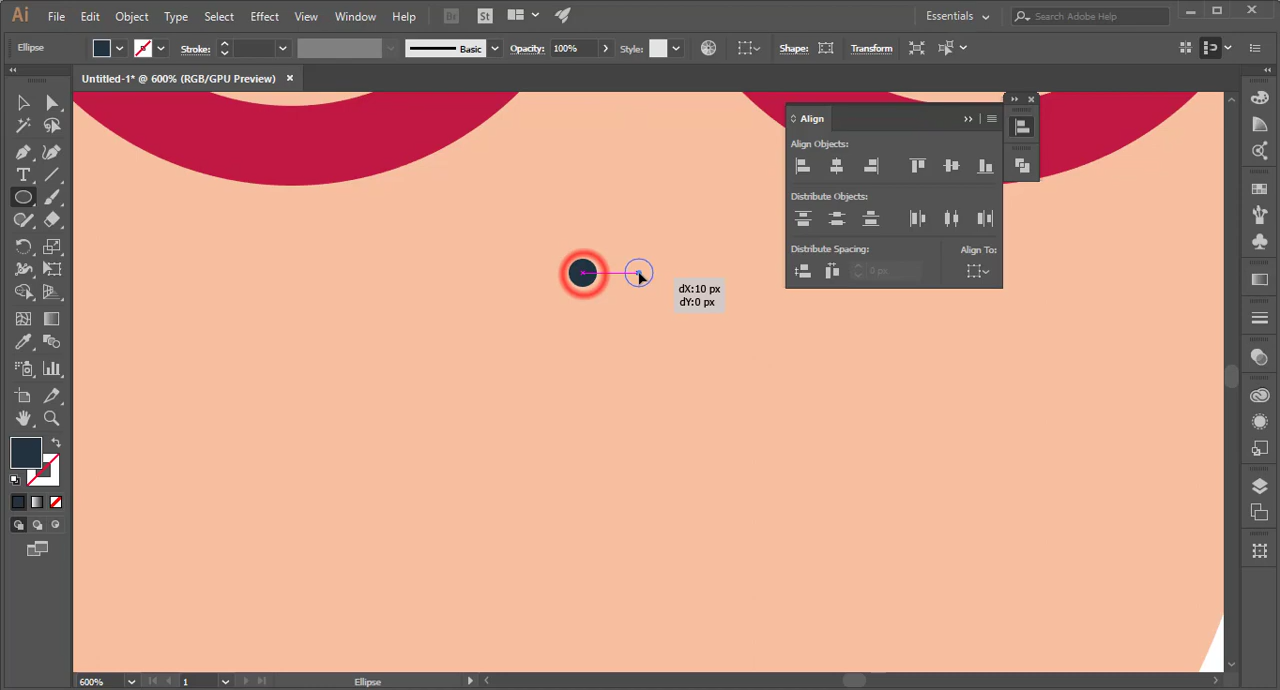 Ai File Edit Object Type Select Effect View Window Help Br St Essentials Search Adobe Help
Ellipse Stroke: Basic Opacity: 100% Style: Shape: Transform
Untitled-1* @ 600% (RGB/GPU Preview)
Align
Align Objects:
Distribute Objects:
Distribute Spacing: Align To:
0 px
dX:10 px
dY:0 px
600% 1 Ellipse